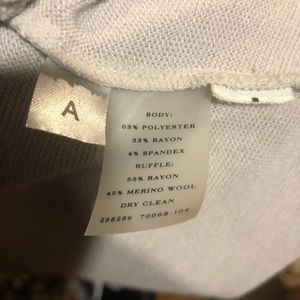 A
BODY:
63% POLYESTER
33% RAYON
4% SPANDEX
RUFFLE:
55% RAYON
45% MERINO WOOL
DRY CLEAN
238236 70068-104